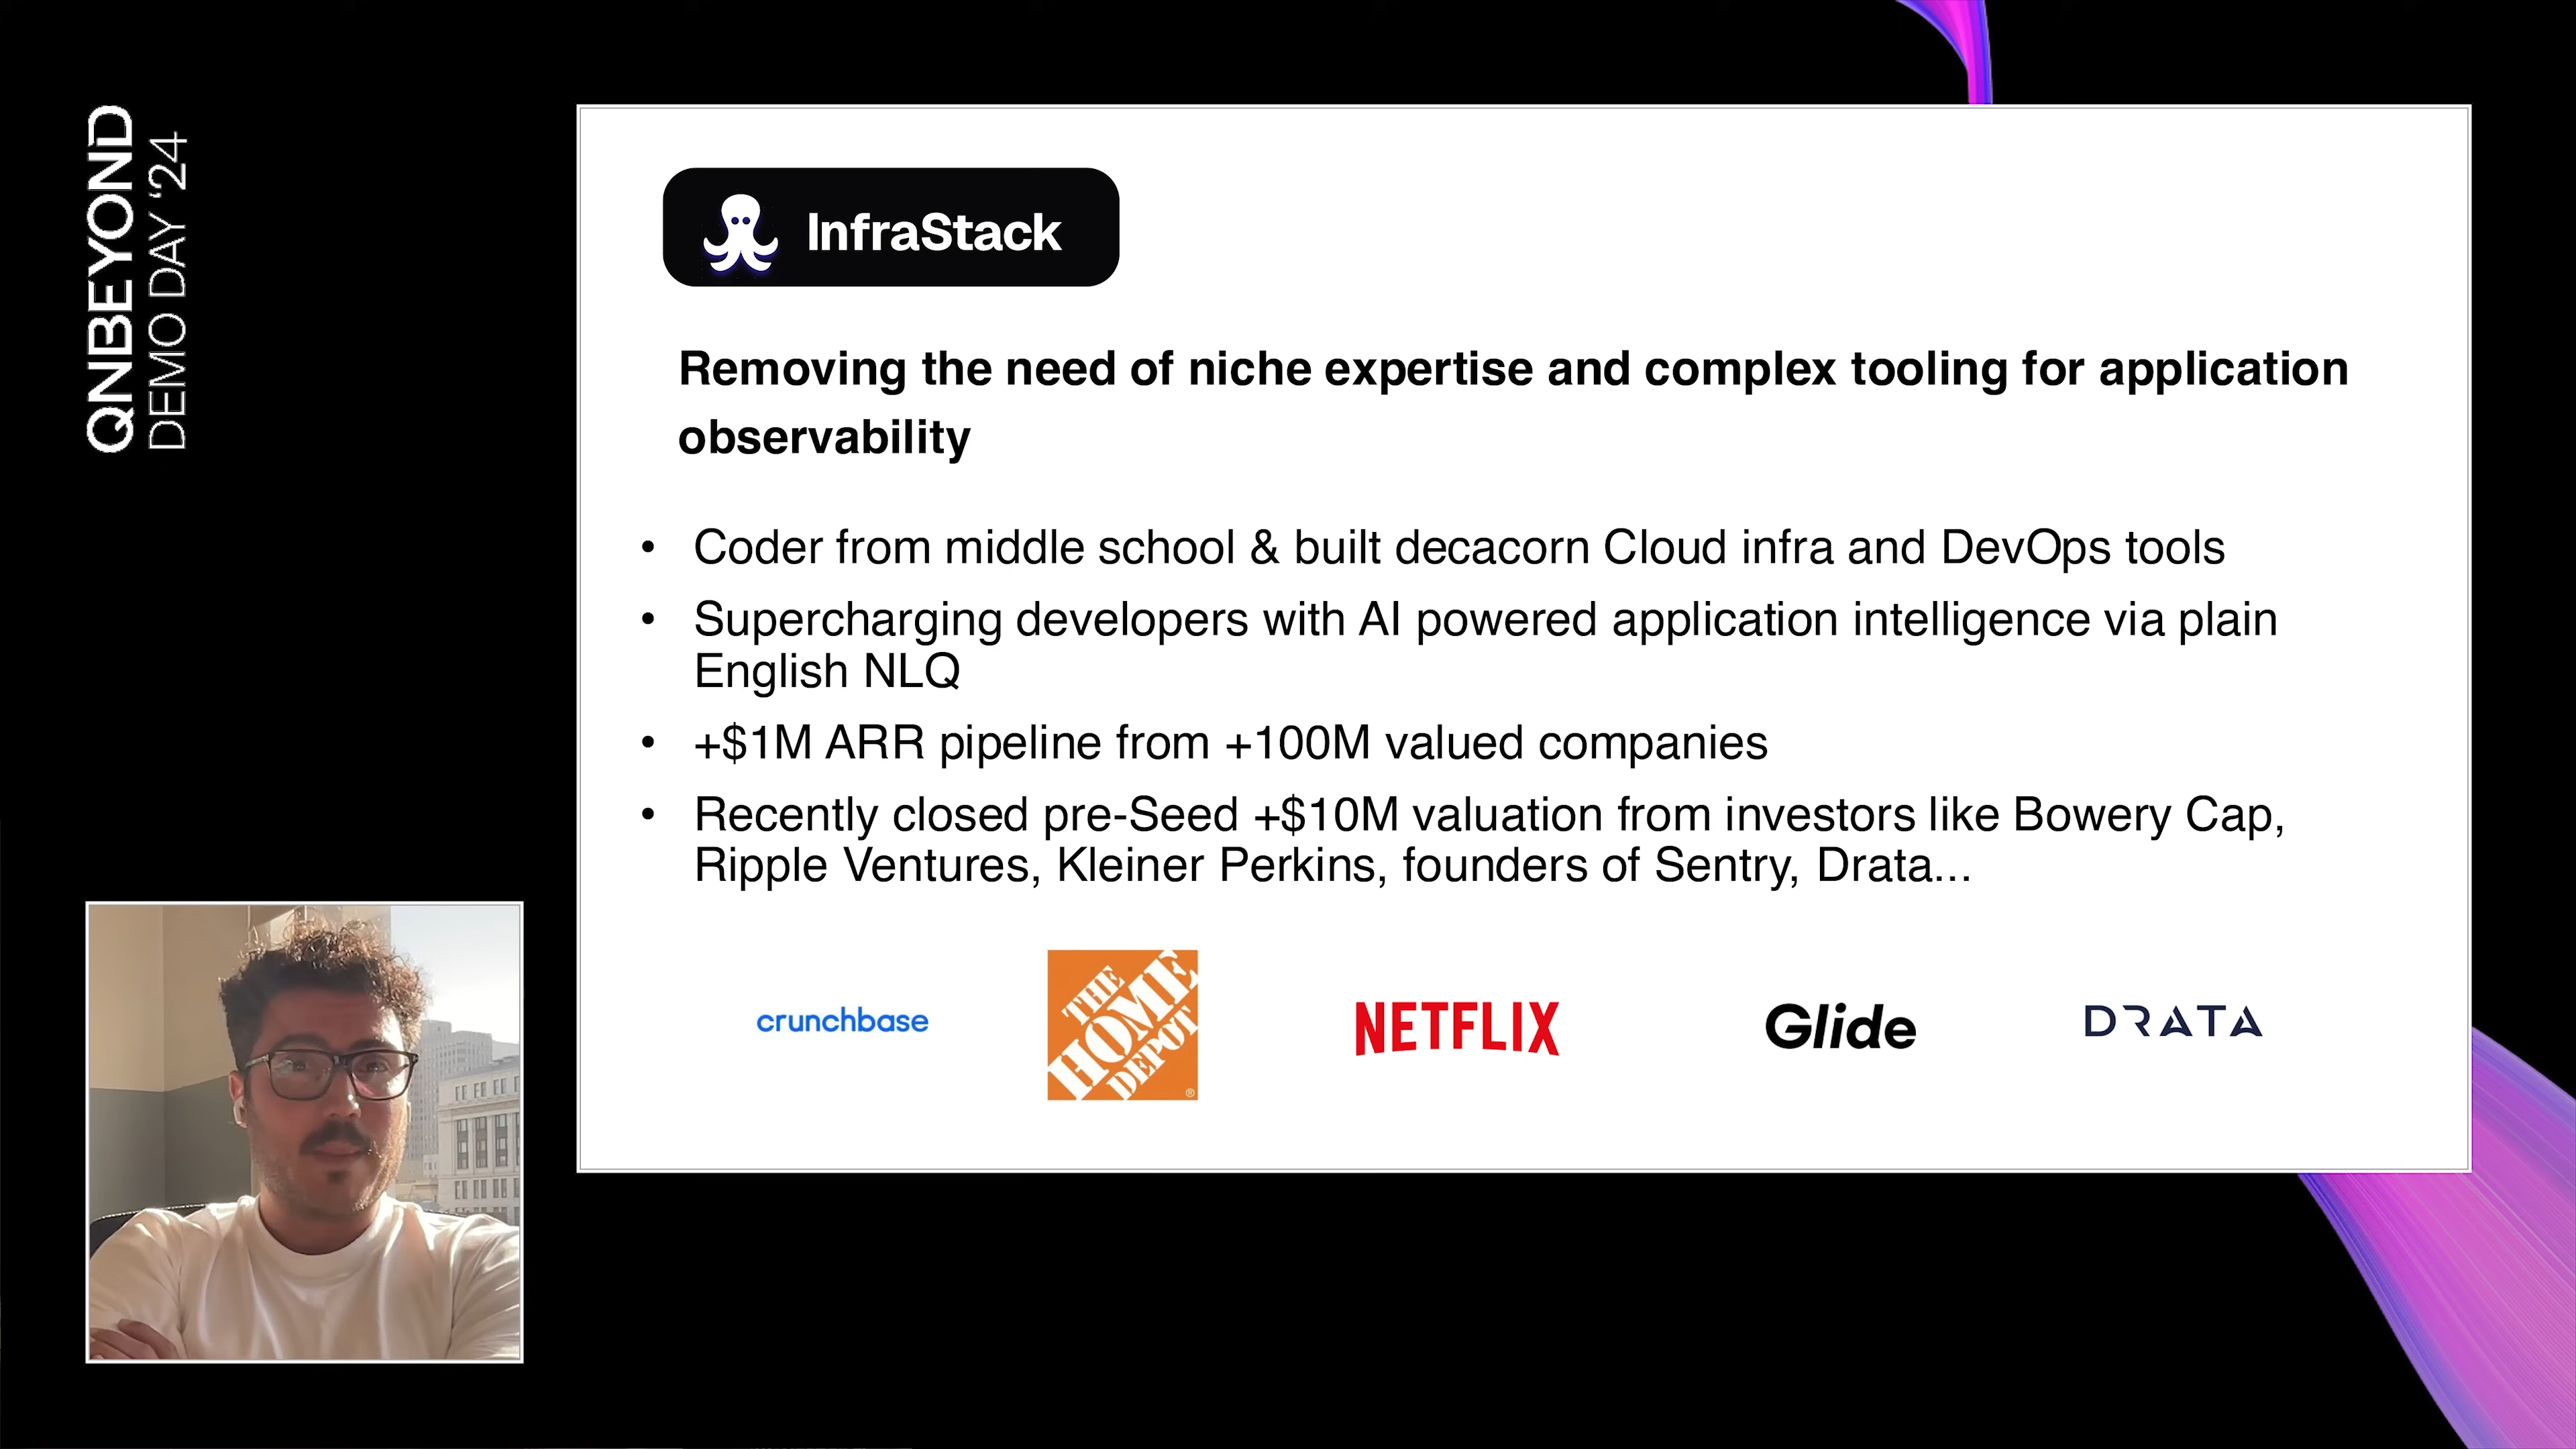 QNBEYOND
DEMO DAY ‘24
InfraStack
Removing the need of niche expertise and complex tooling for application
observability
• Coder from middle school & built decacorn Cloud infra and DevOps tools
• Supercharging developers with AI powered application intelligence via plain
English NLQ
• +$1M ARR pipeline from +100M valued companies
• Recently closed pre-Seed +$10M valuation from investors like Bowery Cap,
Ripple Ventures, Kleiner Perkins, founders of Sentry, Drata...
crunchbase
THE
HOME
DEPOT
®
NETFLIX
Glide
DRATA